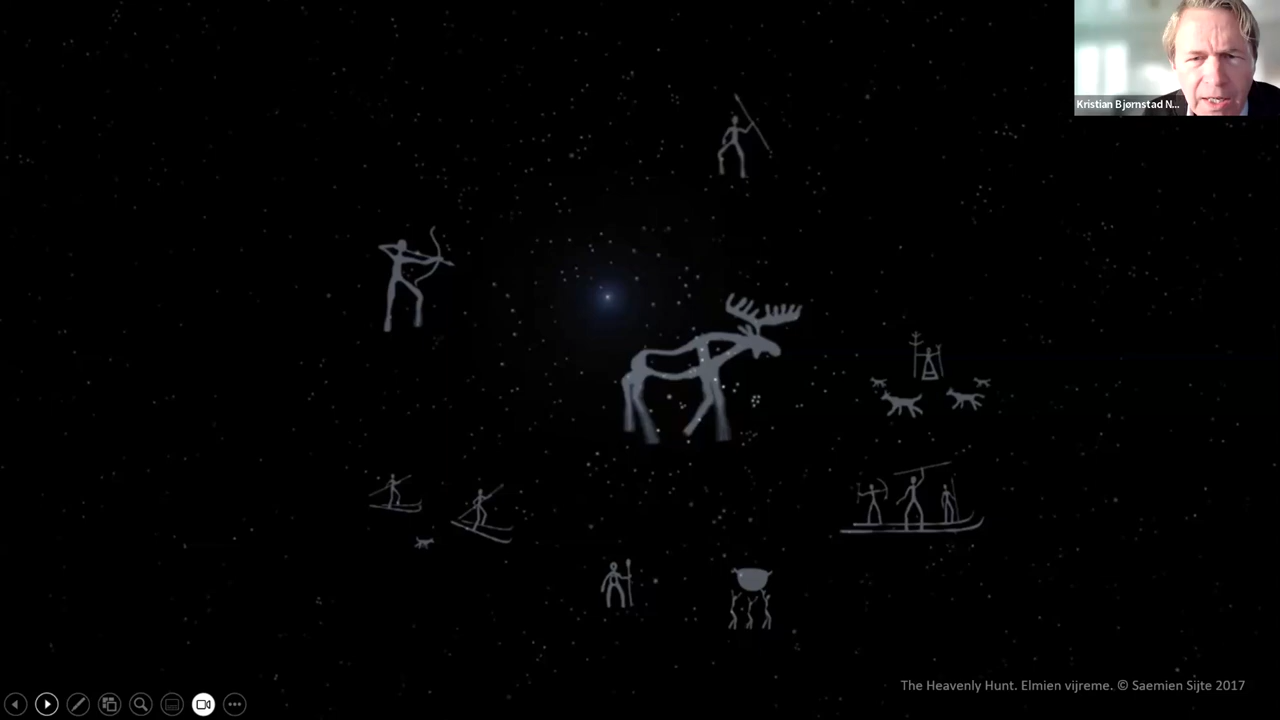 Kristian Bjørnstad N...
The Heavenly Hunt. Elmien vijreme. © Saemien Sijte 2017